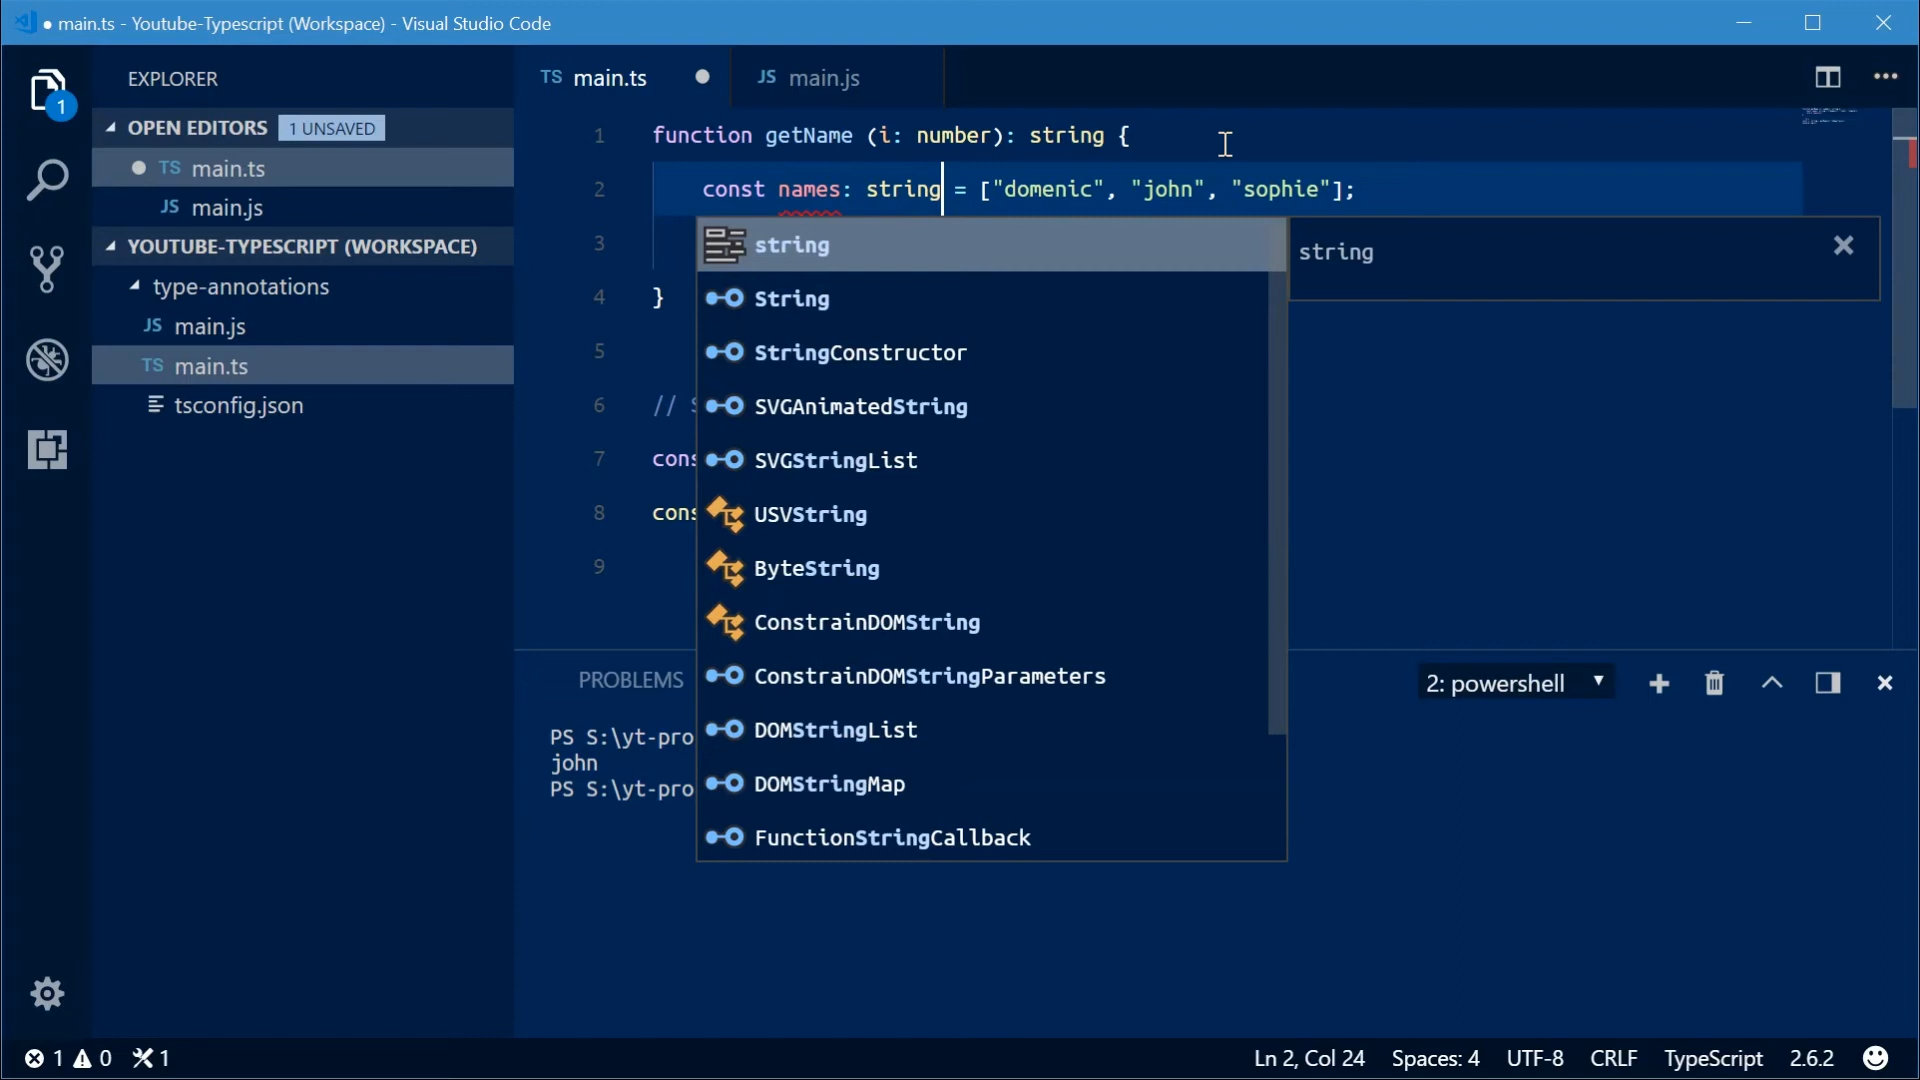 main.ts - Youtube-Typescript (Workspace) - Visual Studio Code
EXPLORER
OPEN EDITORS 1 UNSAVED
TS main.ts
JS main.js
YOUTUBE-TYPESCRIPT (WORKSPACE)
type-annotations
JS main.js
TS main.ts
tsconfig.json
1
TS main.ts
JS main.js
1 function getName (i: number): string {
2 const names: string = ["domenic", "john", "sophie"];
3
4 }
5
6 //
7 cons
8 cons
9
string
String
StringConstructor
SVGAnimatedString
SVGStringList
USVString
ByteString
ConstrainDOMString
ConstrainDOMStringParameters
DOMStringList
DOMStringMap
FunctionStringCallback
string
PROBLEMS
2: powershell
PS S:\yt-pro
john
PS S:\yt-pro
1 0 1
Ln 2, Col 24 Spaces: 4 UTF-8 CRLF TypeScript 2.6.2